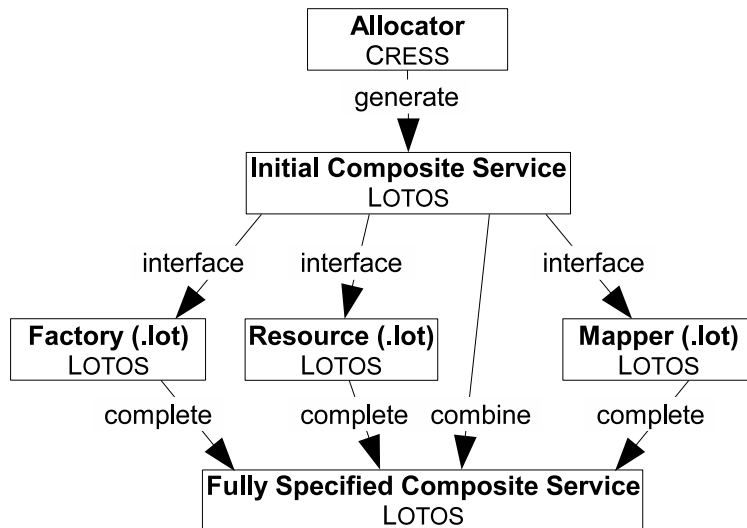 Allocator
CRESS
generate
Initial Composite Service
LOTOS
interface interface interface
Factory (.lot) Resource (.lot) Mapper (.lot)
LOTOS LOTOS LOTOS
complete complete combine complete
Fully Specified Composite Service
LOTOS